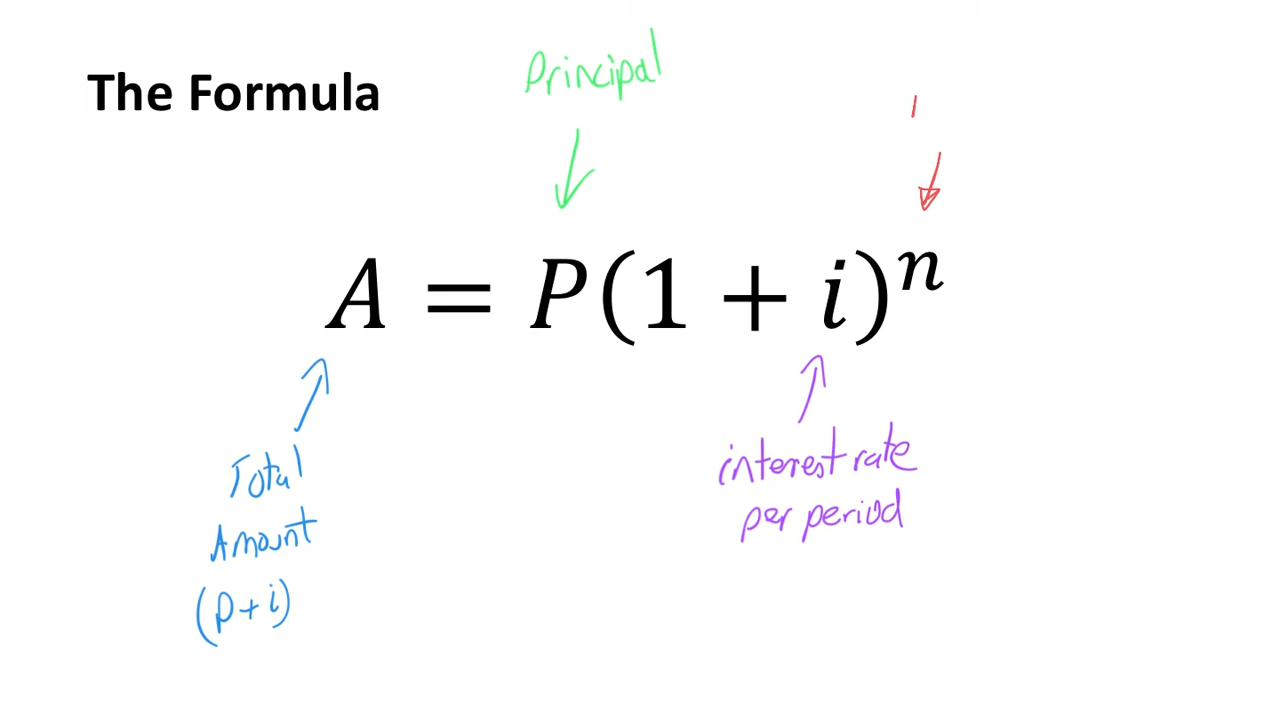 The Formula
Principal
A = P(1 + i)ⁿ
Total
Amount
(P+i)
interest rate
per period